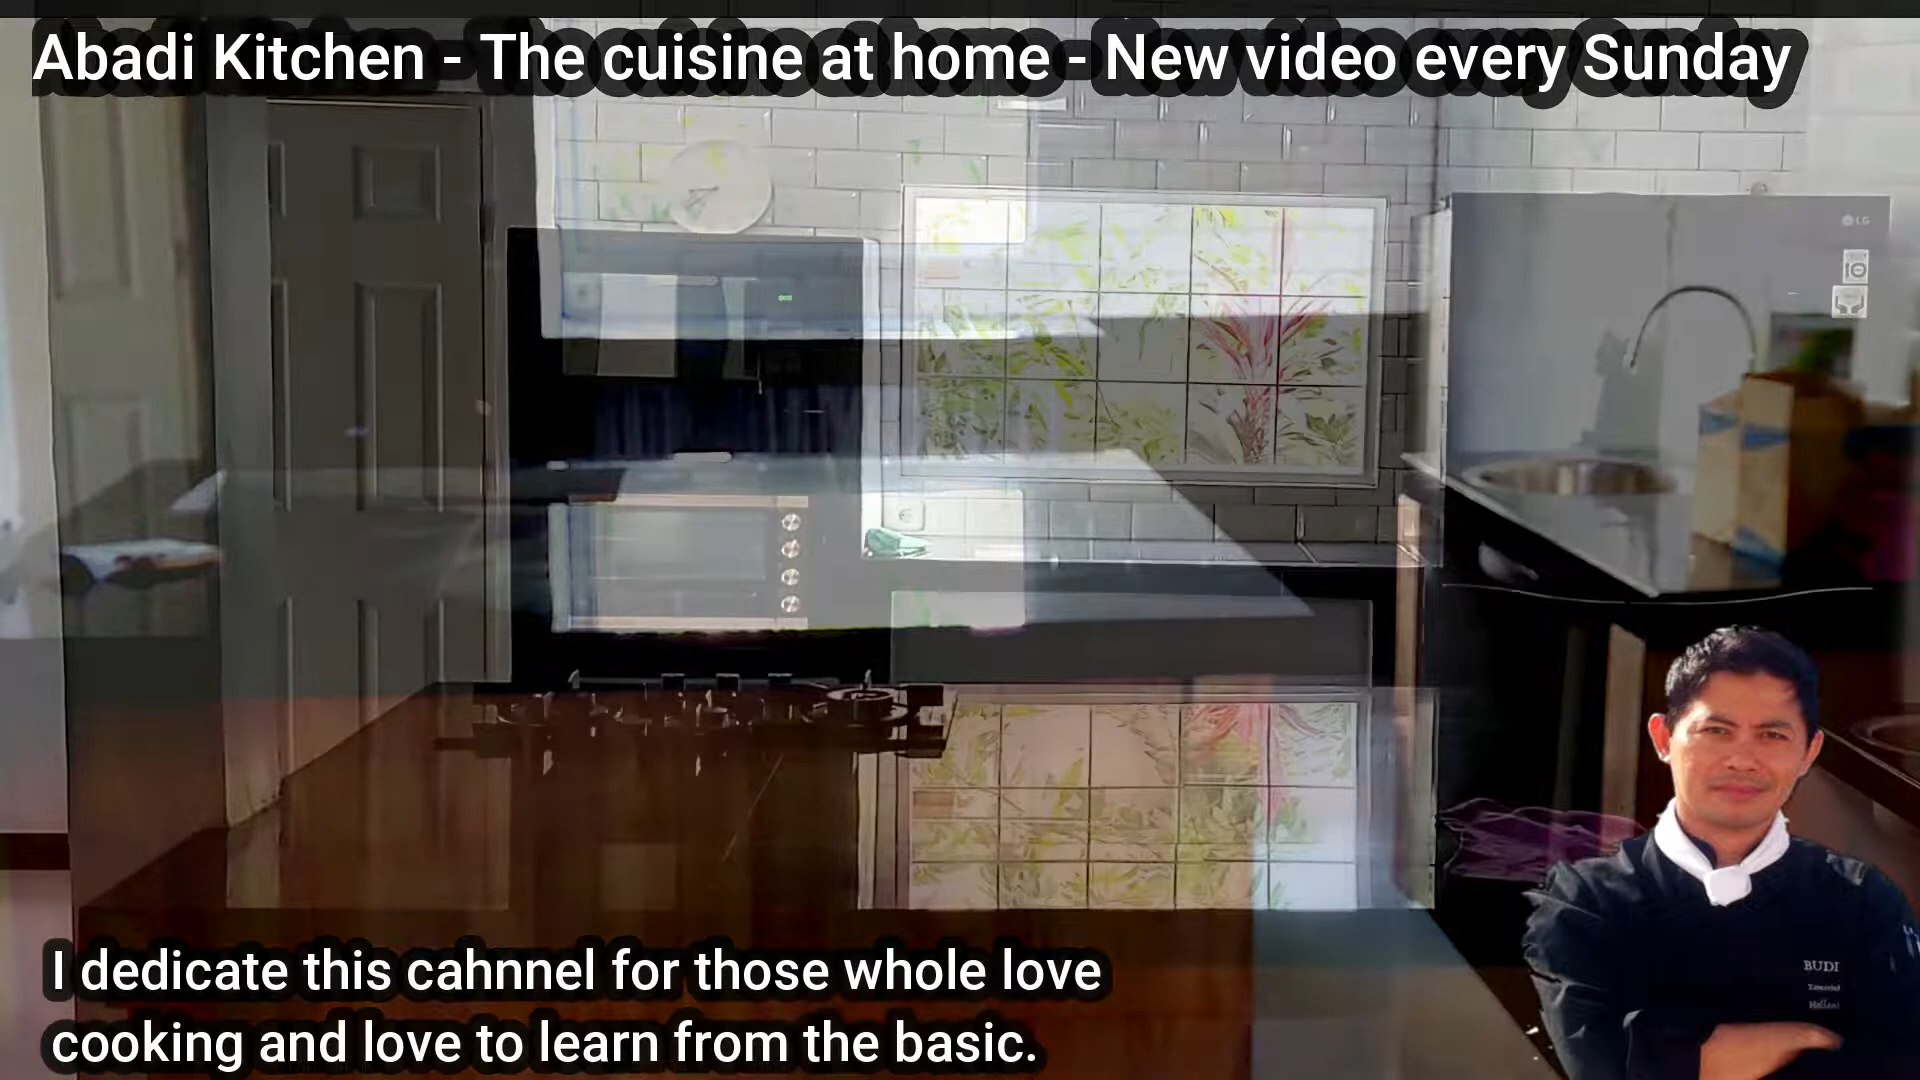 Abadi Kitchen - The cuisine at home - New video every Sunday
LG
I dedicate this cahnnel for those whole love
cooking and love to learn from the basic.
BUDI